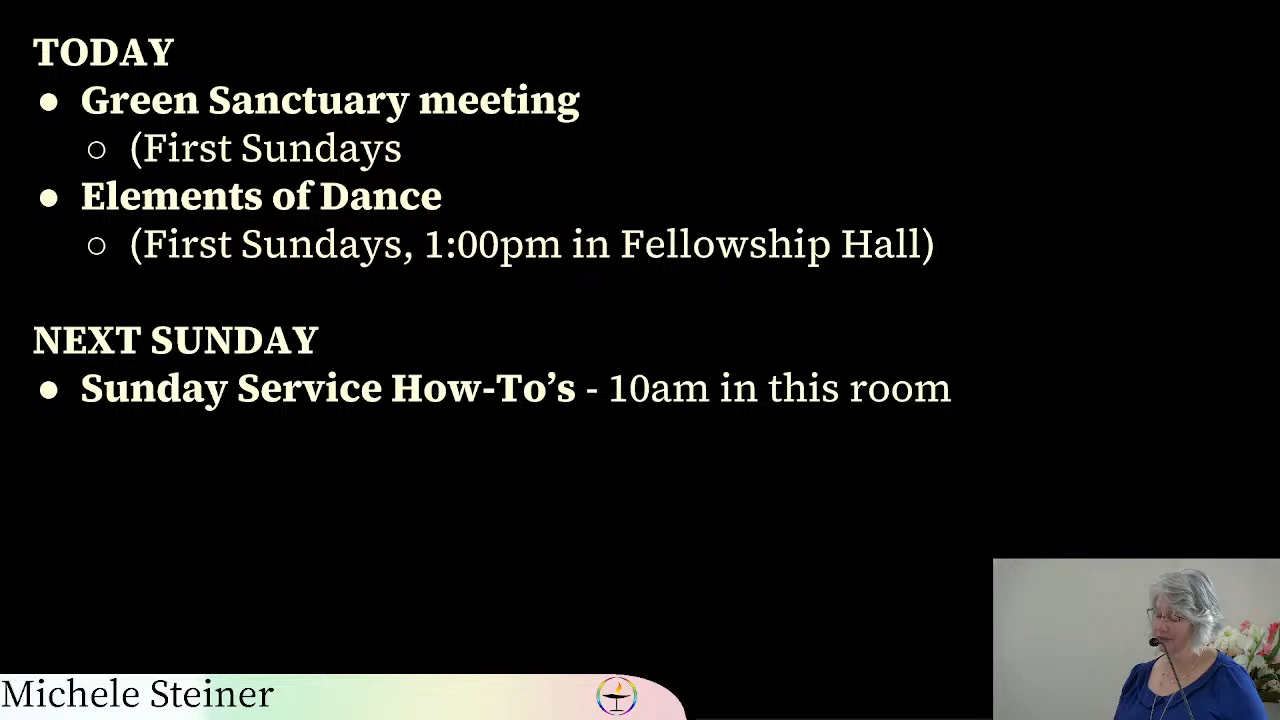 TODAY
● Green Sanctuary meeting
○ (First Sundays
● Elements of Dance
○ (First Sundays, 1:00pm in Fellowship Hall)
NEXT SUNDAY
● Sunday Service How-To’s - 10am in this room
Michele Steiner